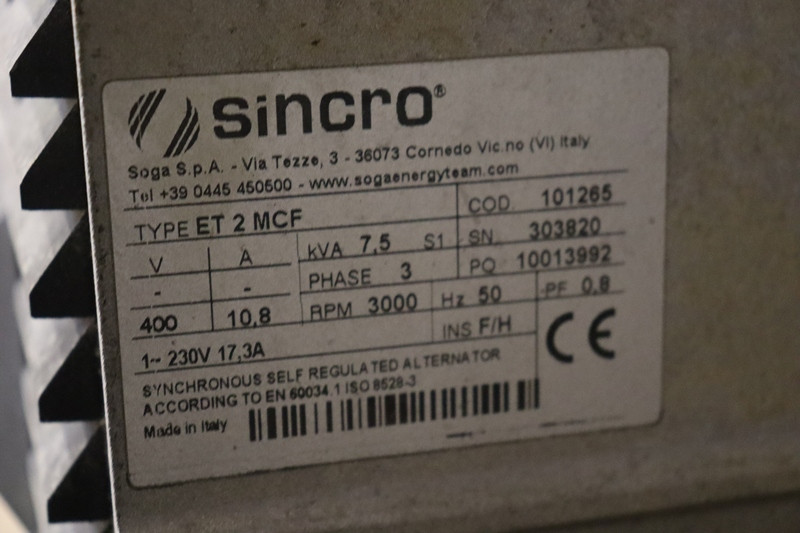 sincro®
Soga S.p.A. - Via Tezze, 3 - 36073 Cornedo Vic.no (VI) Italy
Tel +39 0445 450500 - www.sogaenergyteam.com
TYPE ET 2 MCF
COD. 101265
V A kVA 7,5 S1 SN. 303820
- - PHASE 3 PQ 10013992
400 10,8 RPM 3000 Hz 50 PF 0,8
1~ 230V 17,3A INS F/H CE
SYNCHRONOUS SELF REGULATED ALTERNATOR
ACCORDING TO EN 60034.1 ISO 8528-3
Made in Italy